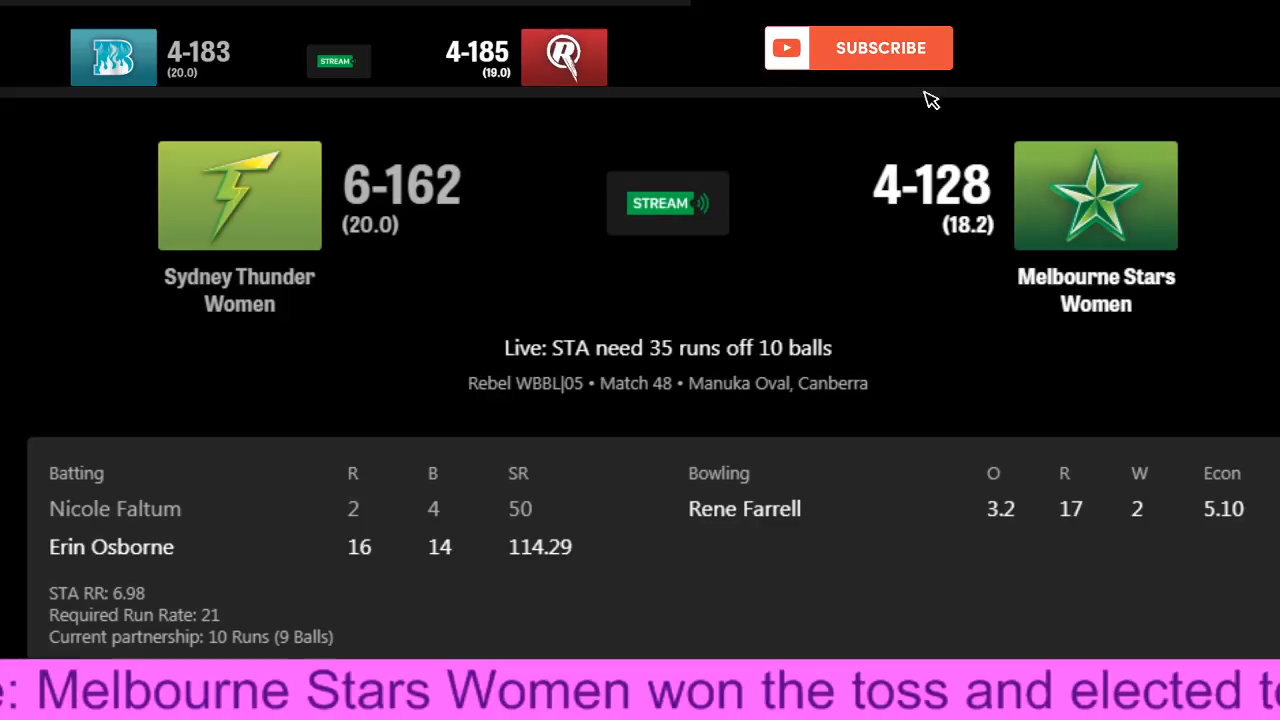 B 4-183 STREAM 4-185 R SUBSCRIBE
(20.0) (19.0)
6-162 STREAM 4-128
(20.0) (18.2)
Sydney Thunder Melbourne Stars
Women Women
Live: STA need 35 runs off 10 balls
Rebel WBBL|05 • Match 48 • Manuka Oval, Canberra
Batting R B SR Bowling O R W Econ
Nicole Faltum 2 4 50 Rene Farrell 3.2 17 2 5.10
Erin Osborne 16 14 114.29
STA RR: 6.98
Required Run Rate: 21
Current partnership: 10 Runs (9 Balls)
e: Melbourne Stars Women won the toss and elected to